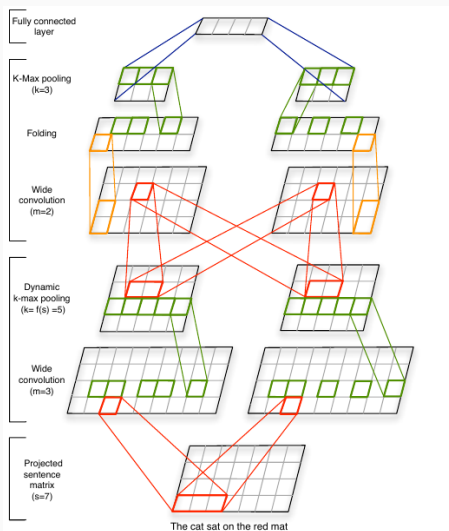 Fully connected
layer
K-Max pooling
(k=3)
Folding
Wide
convolution
(m=2)
Dynamic
k-max pooling
(k= f(s) =5)
Wide
convolution
(m=3)
Projected
sentence
matrix
(s=7)
The cat sat on the red mat